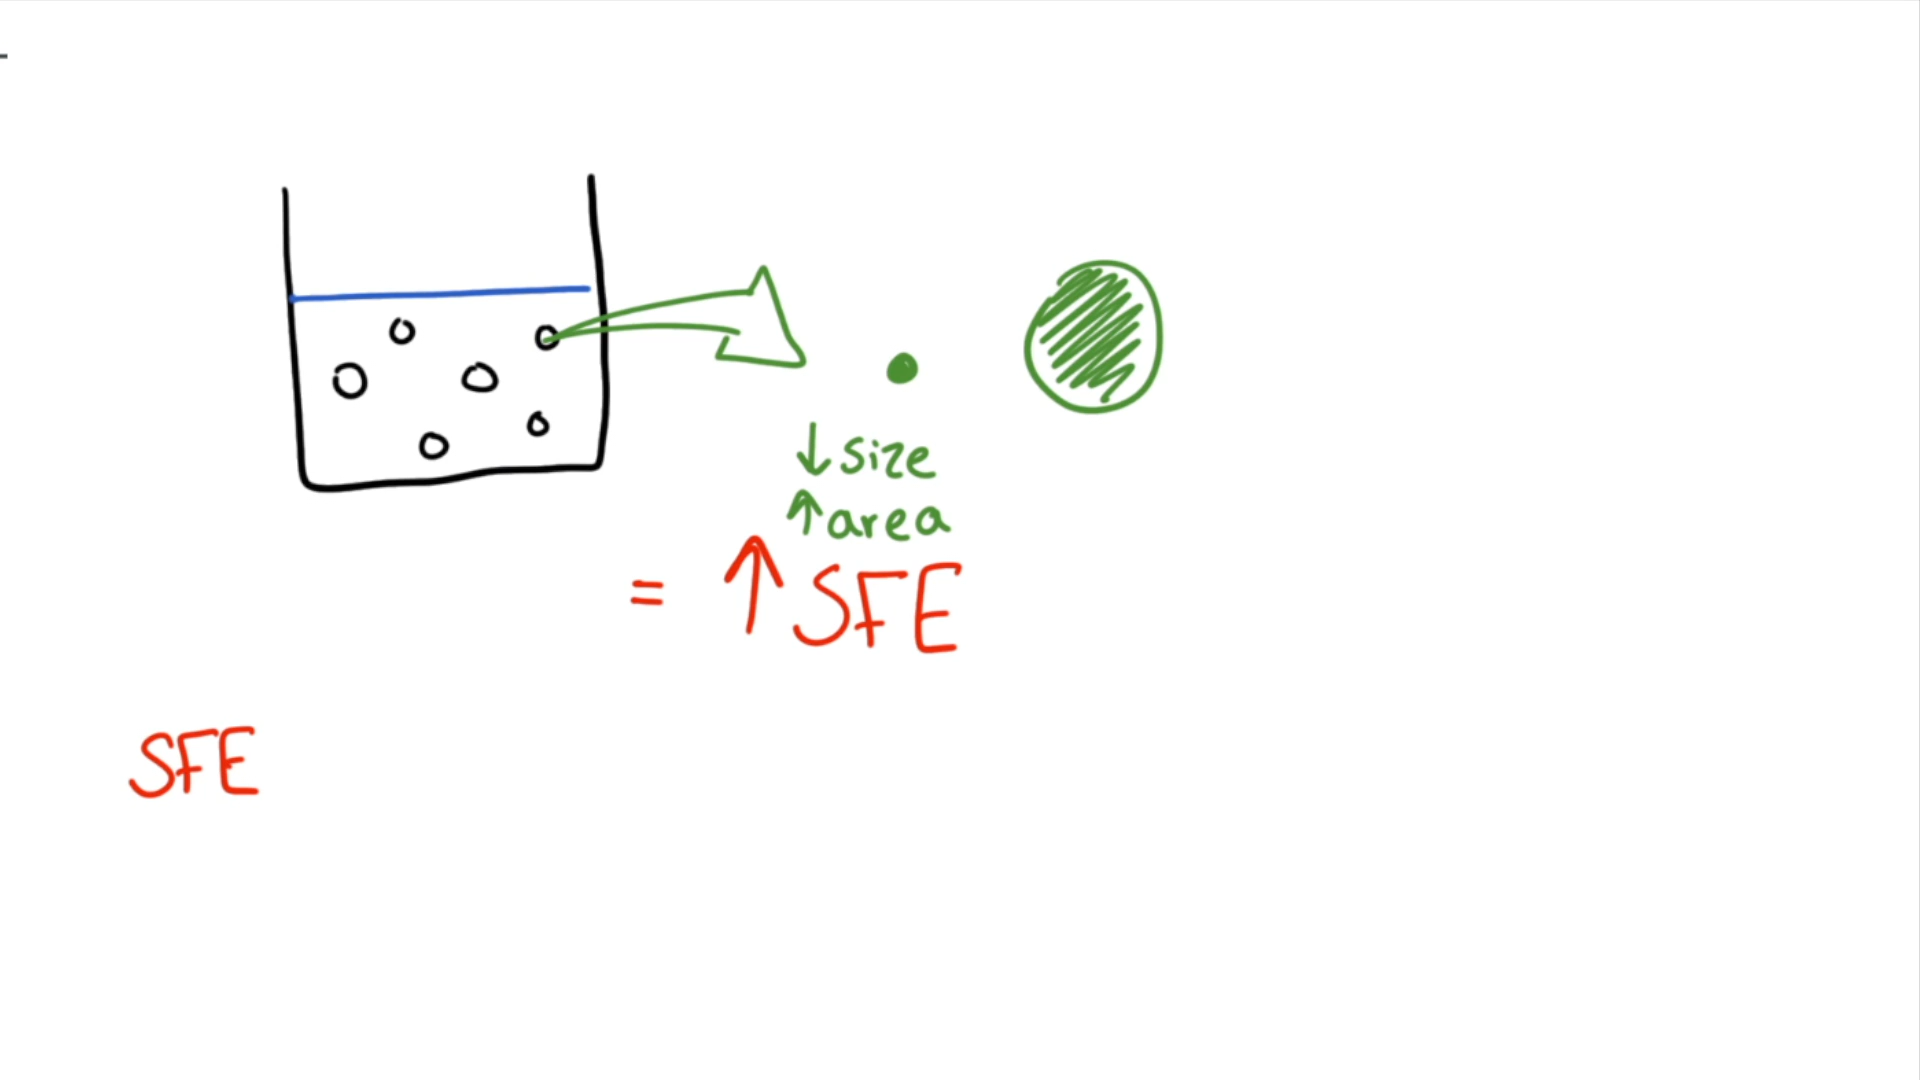 ↓ size
↑ area
= ↑ SFE
SFE